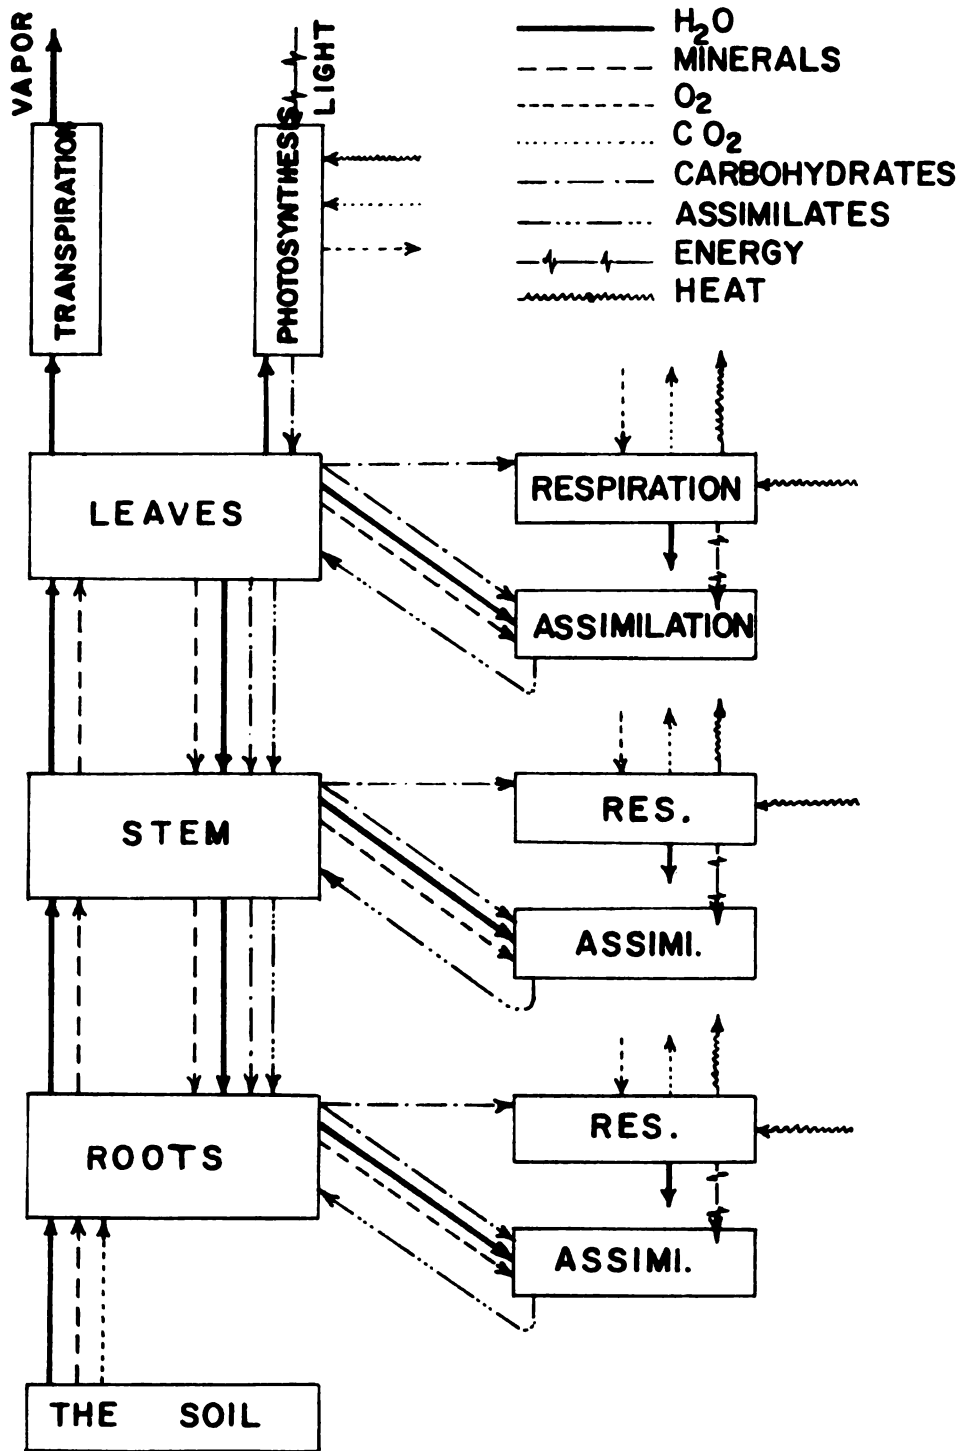 VAPOR
LIGHT
H₂O
MINERALS
O₂
CO₂
CARBOHYDRATES
ASSIMILATES
ENERGY
HEAT
TRANSPIRATION
PHOTOSYNTHESIS
LEAVES
RESPIRATION
ASSIMILATION
STEM
RES.
ASSIMI.
ROOTS
RES.
ASSIMI.
THE SOIL